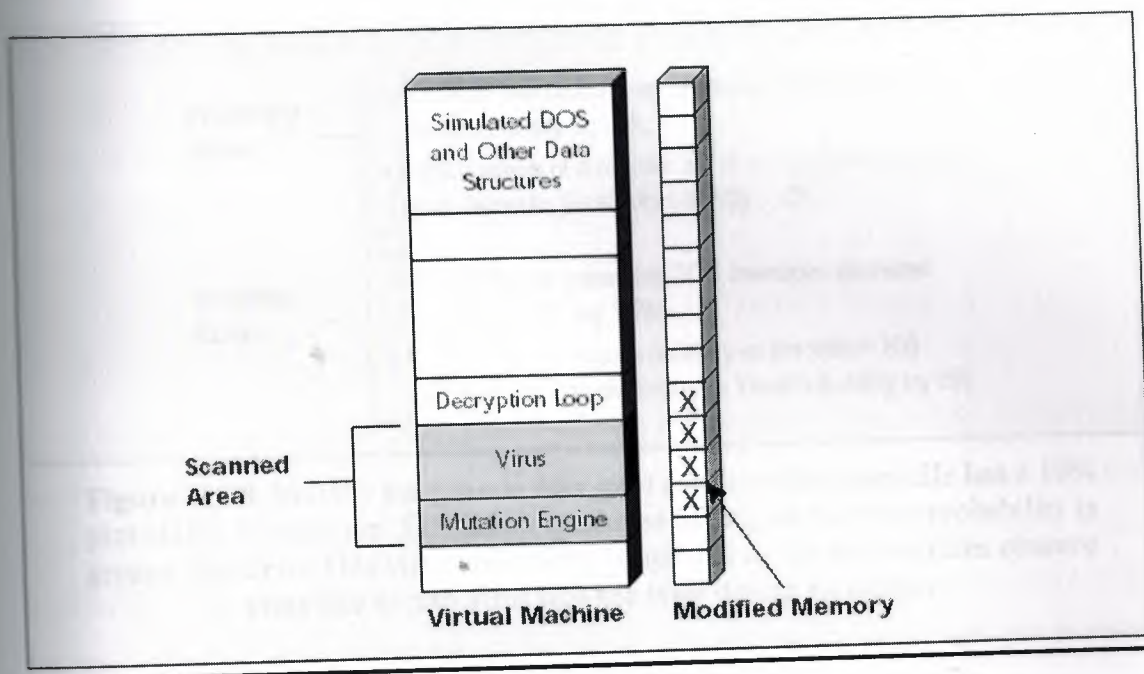 Simulated DOS
and Other Data
Structures
Decryption Loop
Virus
Mutation Engine
Scanned
Area
X
X
X
X
Virtual Machine
Modified Memory